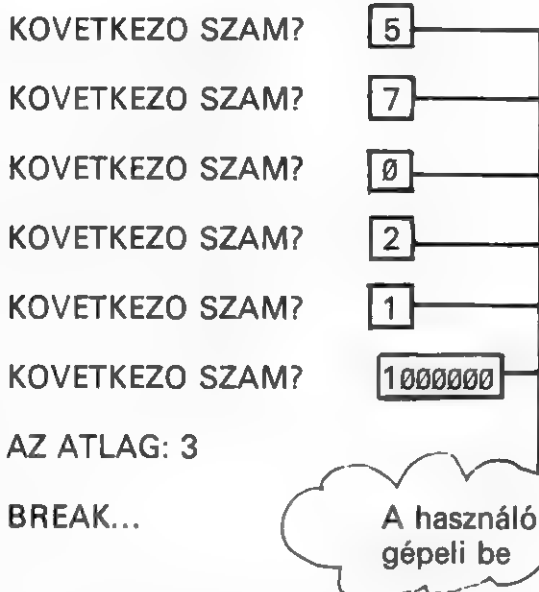 KOVETKEZO SZAM? 5
KOVETKEZO SZAM? 7
KOVETKEZO SZAM? Ø
KOVETKEZO SZAM? 2
KOVETKEZO SZAM? 1
KOVETKEZO SZAM? 1ØØØØØØ
AZ ATLAG: 3
BREAK...
A használó
gépeli be